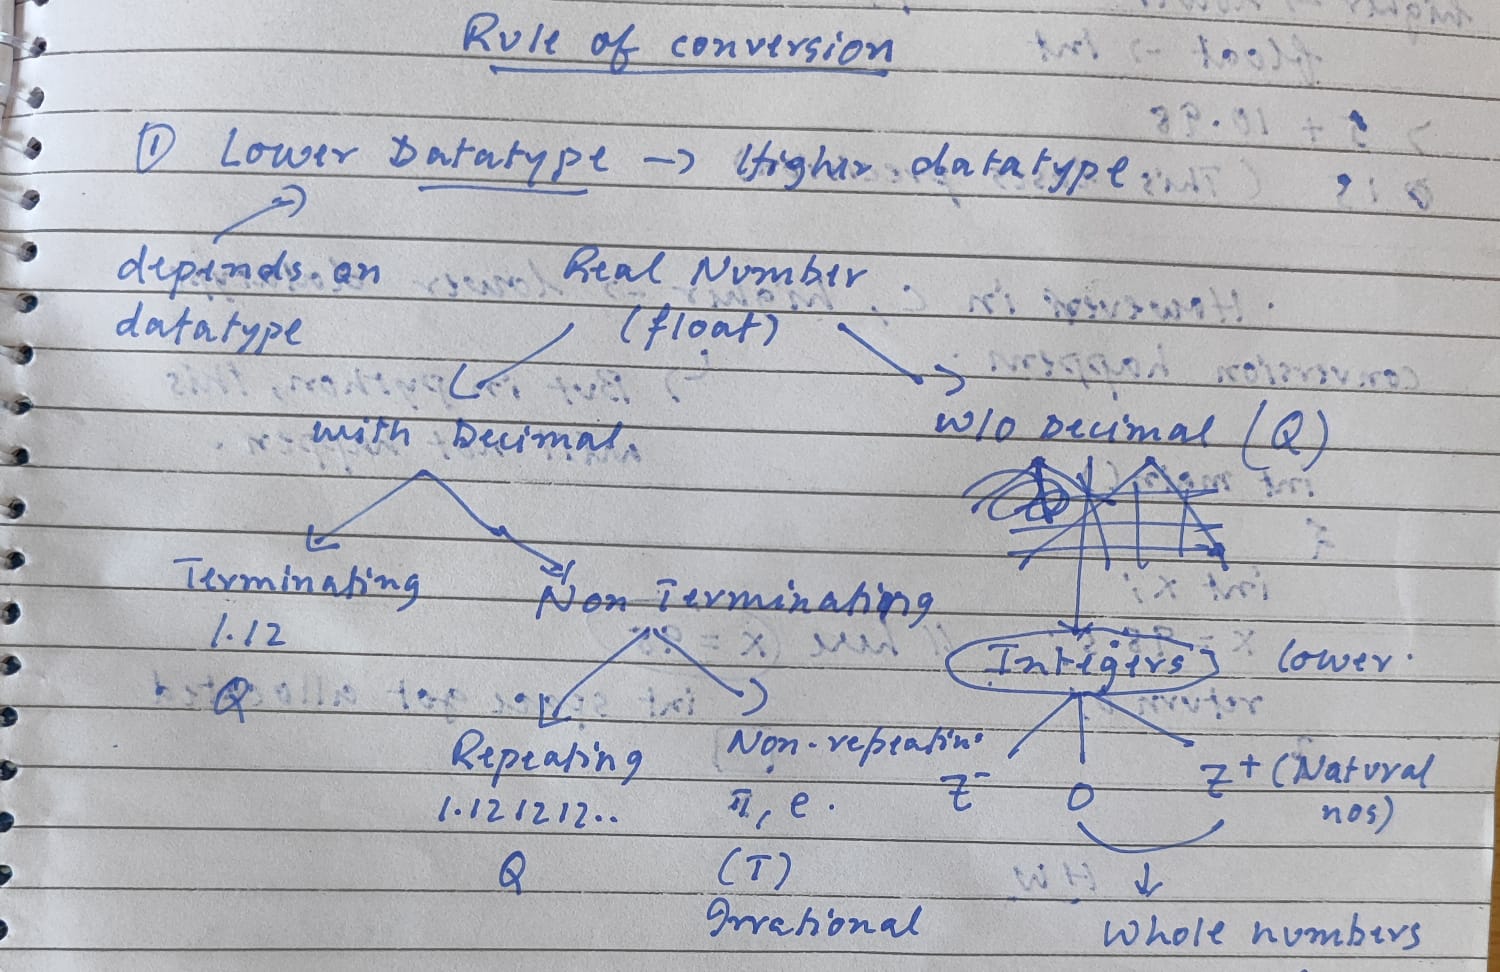 Rule of conversion
① Lower Datatype -> Higher datatype.
depends on
datatype
Real Number
(float)
with Decimal
w/o Decimal (Q)
Terminating
1.12
Q
Non Terminating
Integers lower.
Repeating
1.121212..
Q
Non-repeatin
π, e.
(T)
Irrational
Z-
0
Z+ (Natural
nos)
Whole numbers